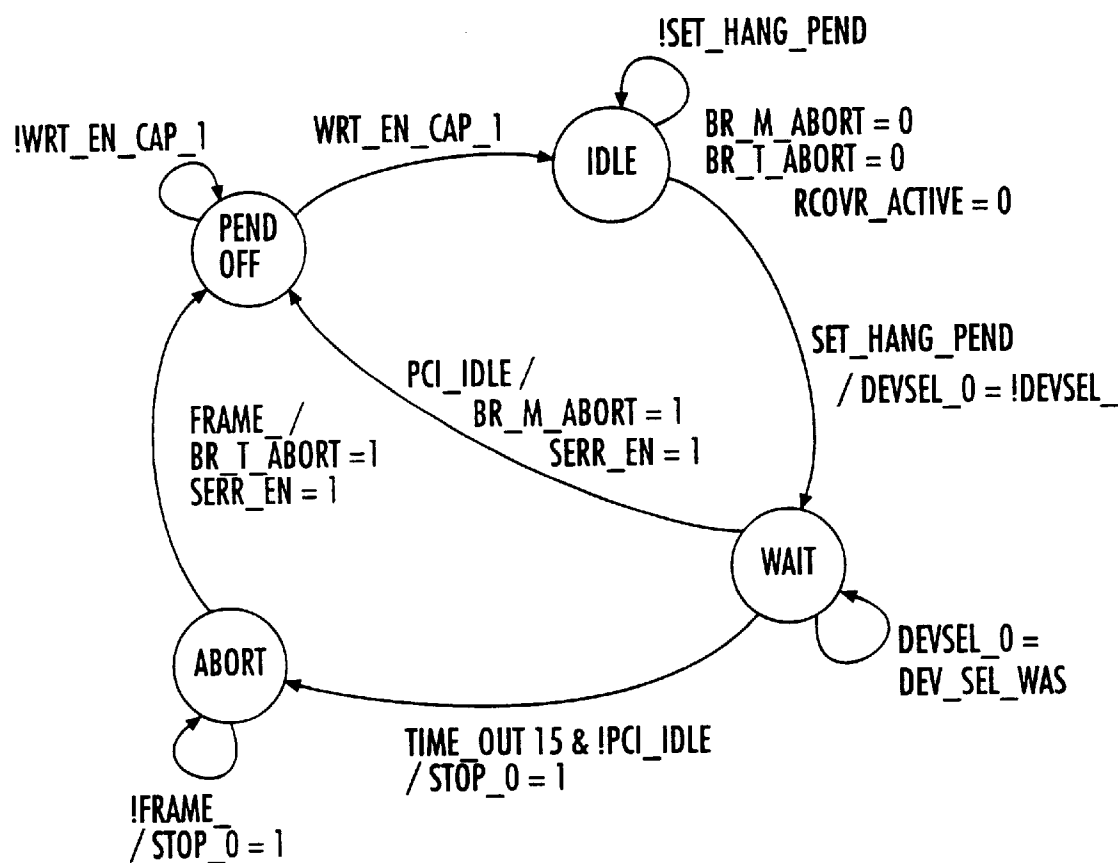 !SET_HANG_PEND
!WRT_EN_CAP_1
WRT_EN_CAP_1
IDLE
BR_M_ABORT = 0
BR_T_ABORT = 0
RCOVR_ACTIVE = 0
PEND
OFF
SET_HANG_PEND
/ DEVSEL_0 = !DEVSEL_
PCI_IDLE /
BR_M_ABORT = 1
SERR_EN = 1
FRAME_ /
BR_T_ABORT =1
SERR_EN = 1
WAIT
ABORT
DEVSEL_0 =
DEV_SEL_WAS
TIME_OUT 15 & !PCI_IDLE
/ STOP_0 = 1
!FRAME_
/ STOP_0 = 1